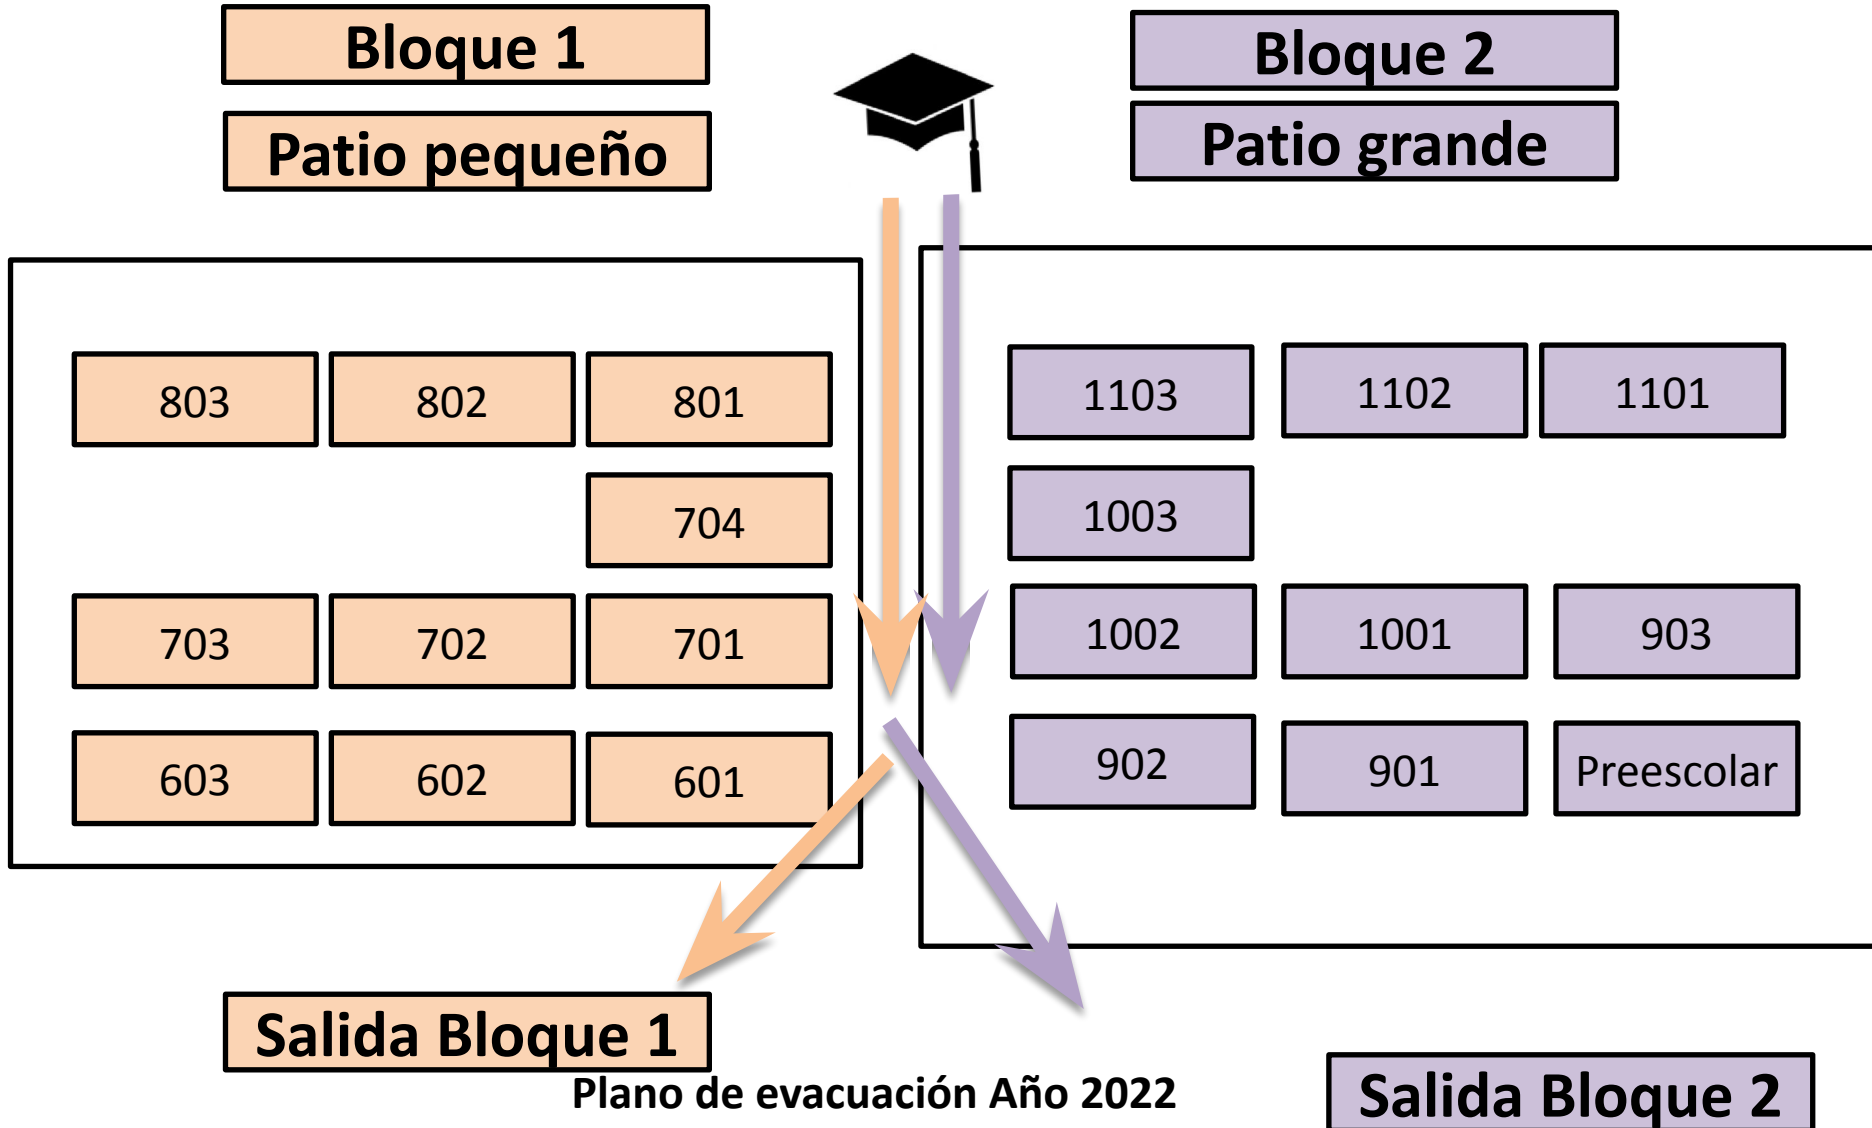 Bloque 1
Patio pequeño
Bloque 2
Patio grande
803 802 801
704
703 702 701
603 602 601
1103 1102 1101
1003
1002 1001 903
902 901 Preescolar
Salida Bloque 1
Plano de evacuación Año 2022
Salida Bloque 2